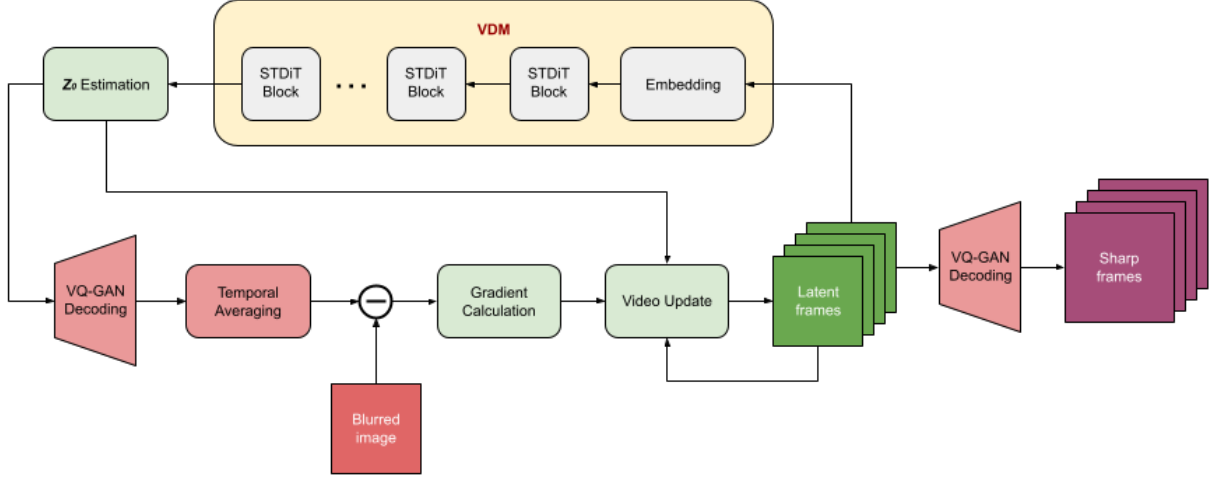 VDM
Z0 Estimation
STDiT
Block
...
STDiT
Block
STDiT
Block
Embedding
VQ-GAN
Decoding
Temporal
Averaging
Gradient
Calculation
Video Update
Latent
frames
VQ-GAN
Decoding
Sharp
frames
Blurred
image